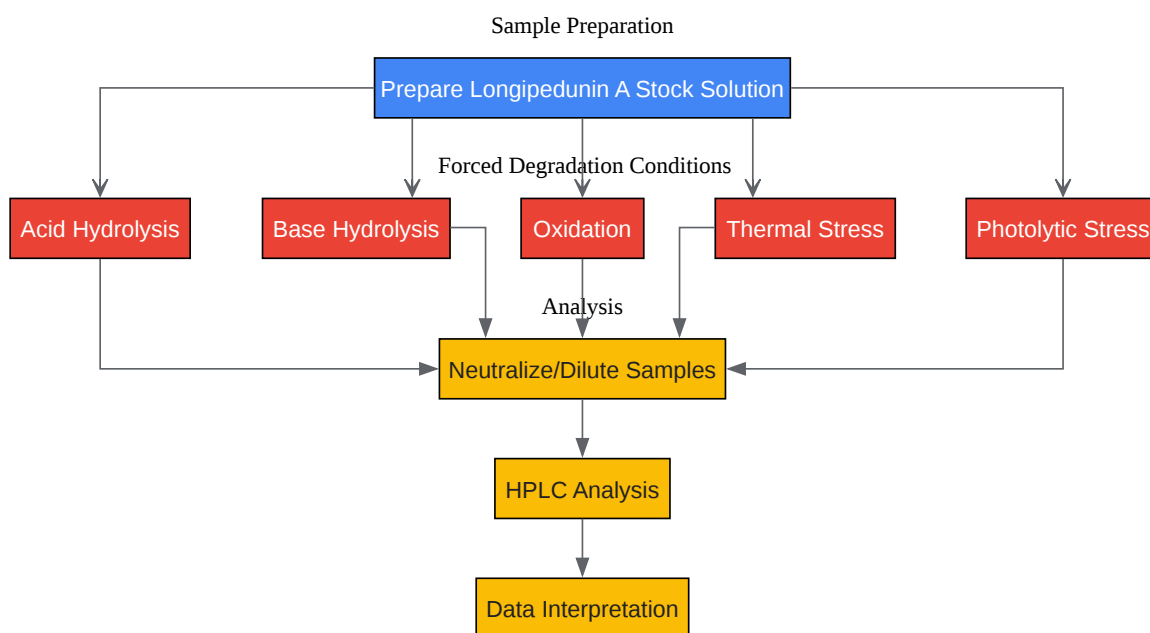 Sample Preparation
Prepare Longipedunin A Stock Solution
Forced Degradation Conditions
Acid Hydrolysis
Base Hydrolysis
Oxidation
Thermal Stress
Photolytic Stress
Analysis
Neutralize/Dilute Samples
HPLC Analysis
Data Interpretation